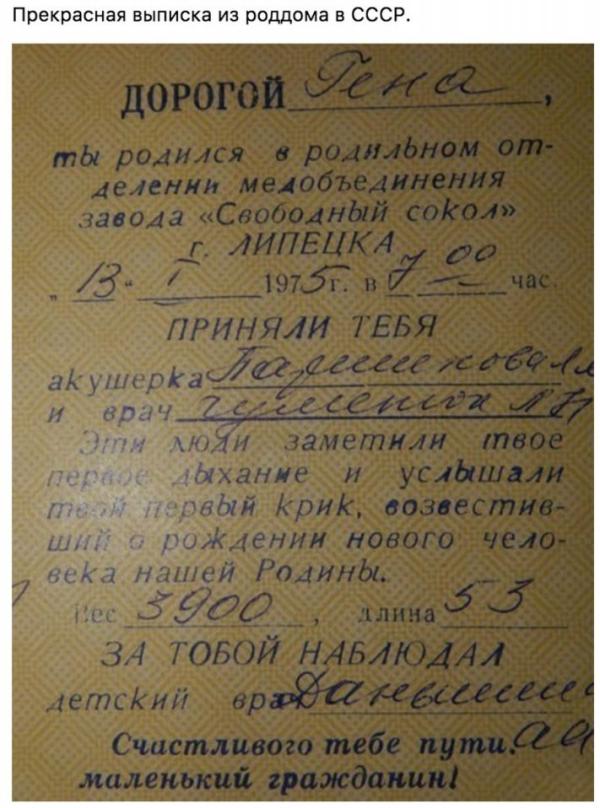 Прекрасная выписка из роддома в СССР.
ДОРОГОЙ Гена,
ты родился в родильном от-
делении медобъединения
завода «Свободный сокол»
г. ЛИПЕЦКА
„13“ I 1975 г. в 7 00 час.
ПРИНЯЛИ ТЕБЯ
акушерка
и врач
Эти люди заметили твое
первое дыхание и услышали
твой первый крик, возвестив-
ший о рождении нового чело-
века нашей Родины.
Вес 3900, длина 53
ЗА ТОБОЙ НАБЛЮДАЛ
детский врач
Счастливого тебе пути,
маленький гражданин!